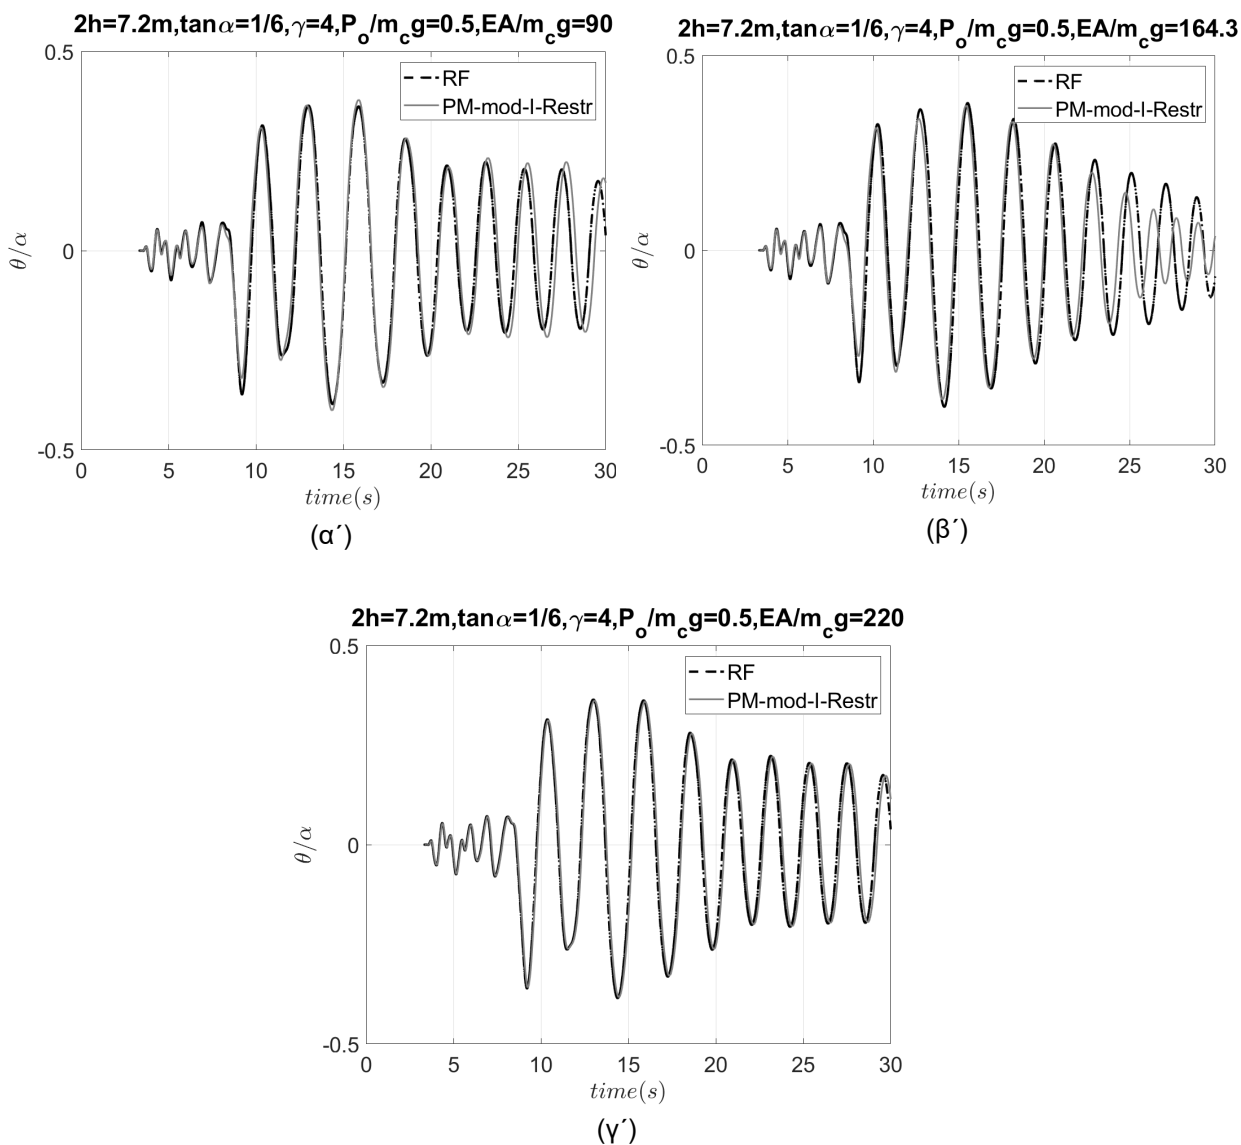 2h=7.2m,tanα=1/6,γ=4,Pₒ/m_cg=0.5,EA/m_cg=90
0.5
RF
PM-mod-I-Restr
0
θ/α
-0.5
0 5 10 15 20 25 30
time(s)
(α´)
2h=7.2m,tanα=1/6,γ=4,Pₒ/m_cg=0.5,EA/m_cg=164.3
0.5
RF
PM-mod-I-Restr
0
θ/α
-0.5
0 5 10 15 20 25 30
time(s)
(β´)
2h=7.2m,tanα=1/6,γ=4,Pₒ/m_cg=0.5,EA/m_cg=220
0.5
RF
PM-mod-I-Restr
0
θ/α
-0.5
0 5 10 15 20 25 30
time(s)
(γ´)